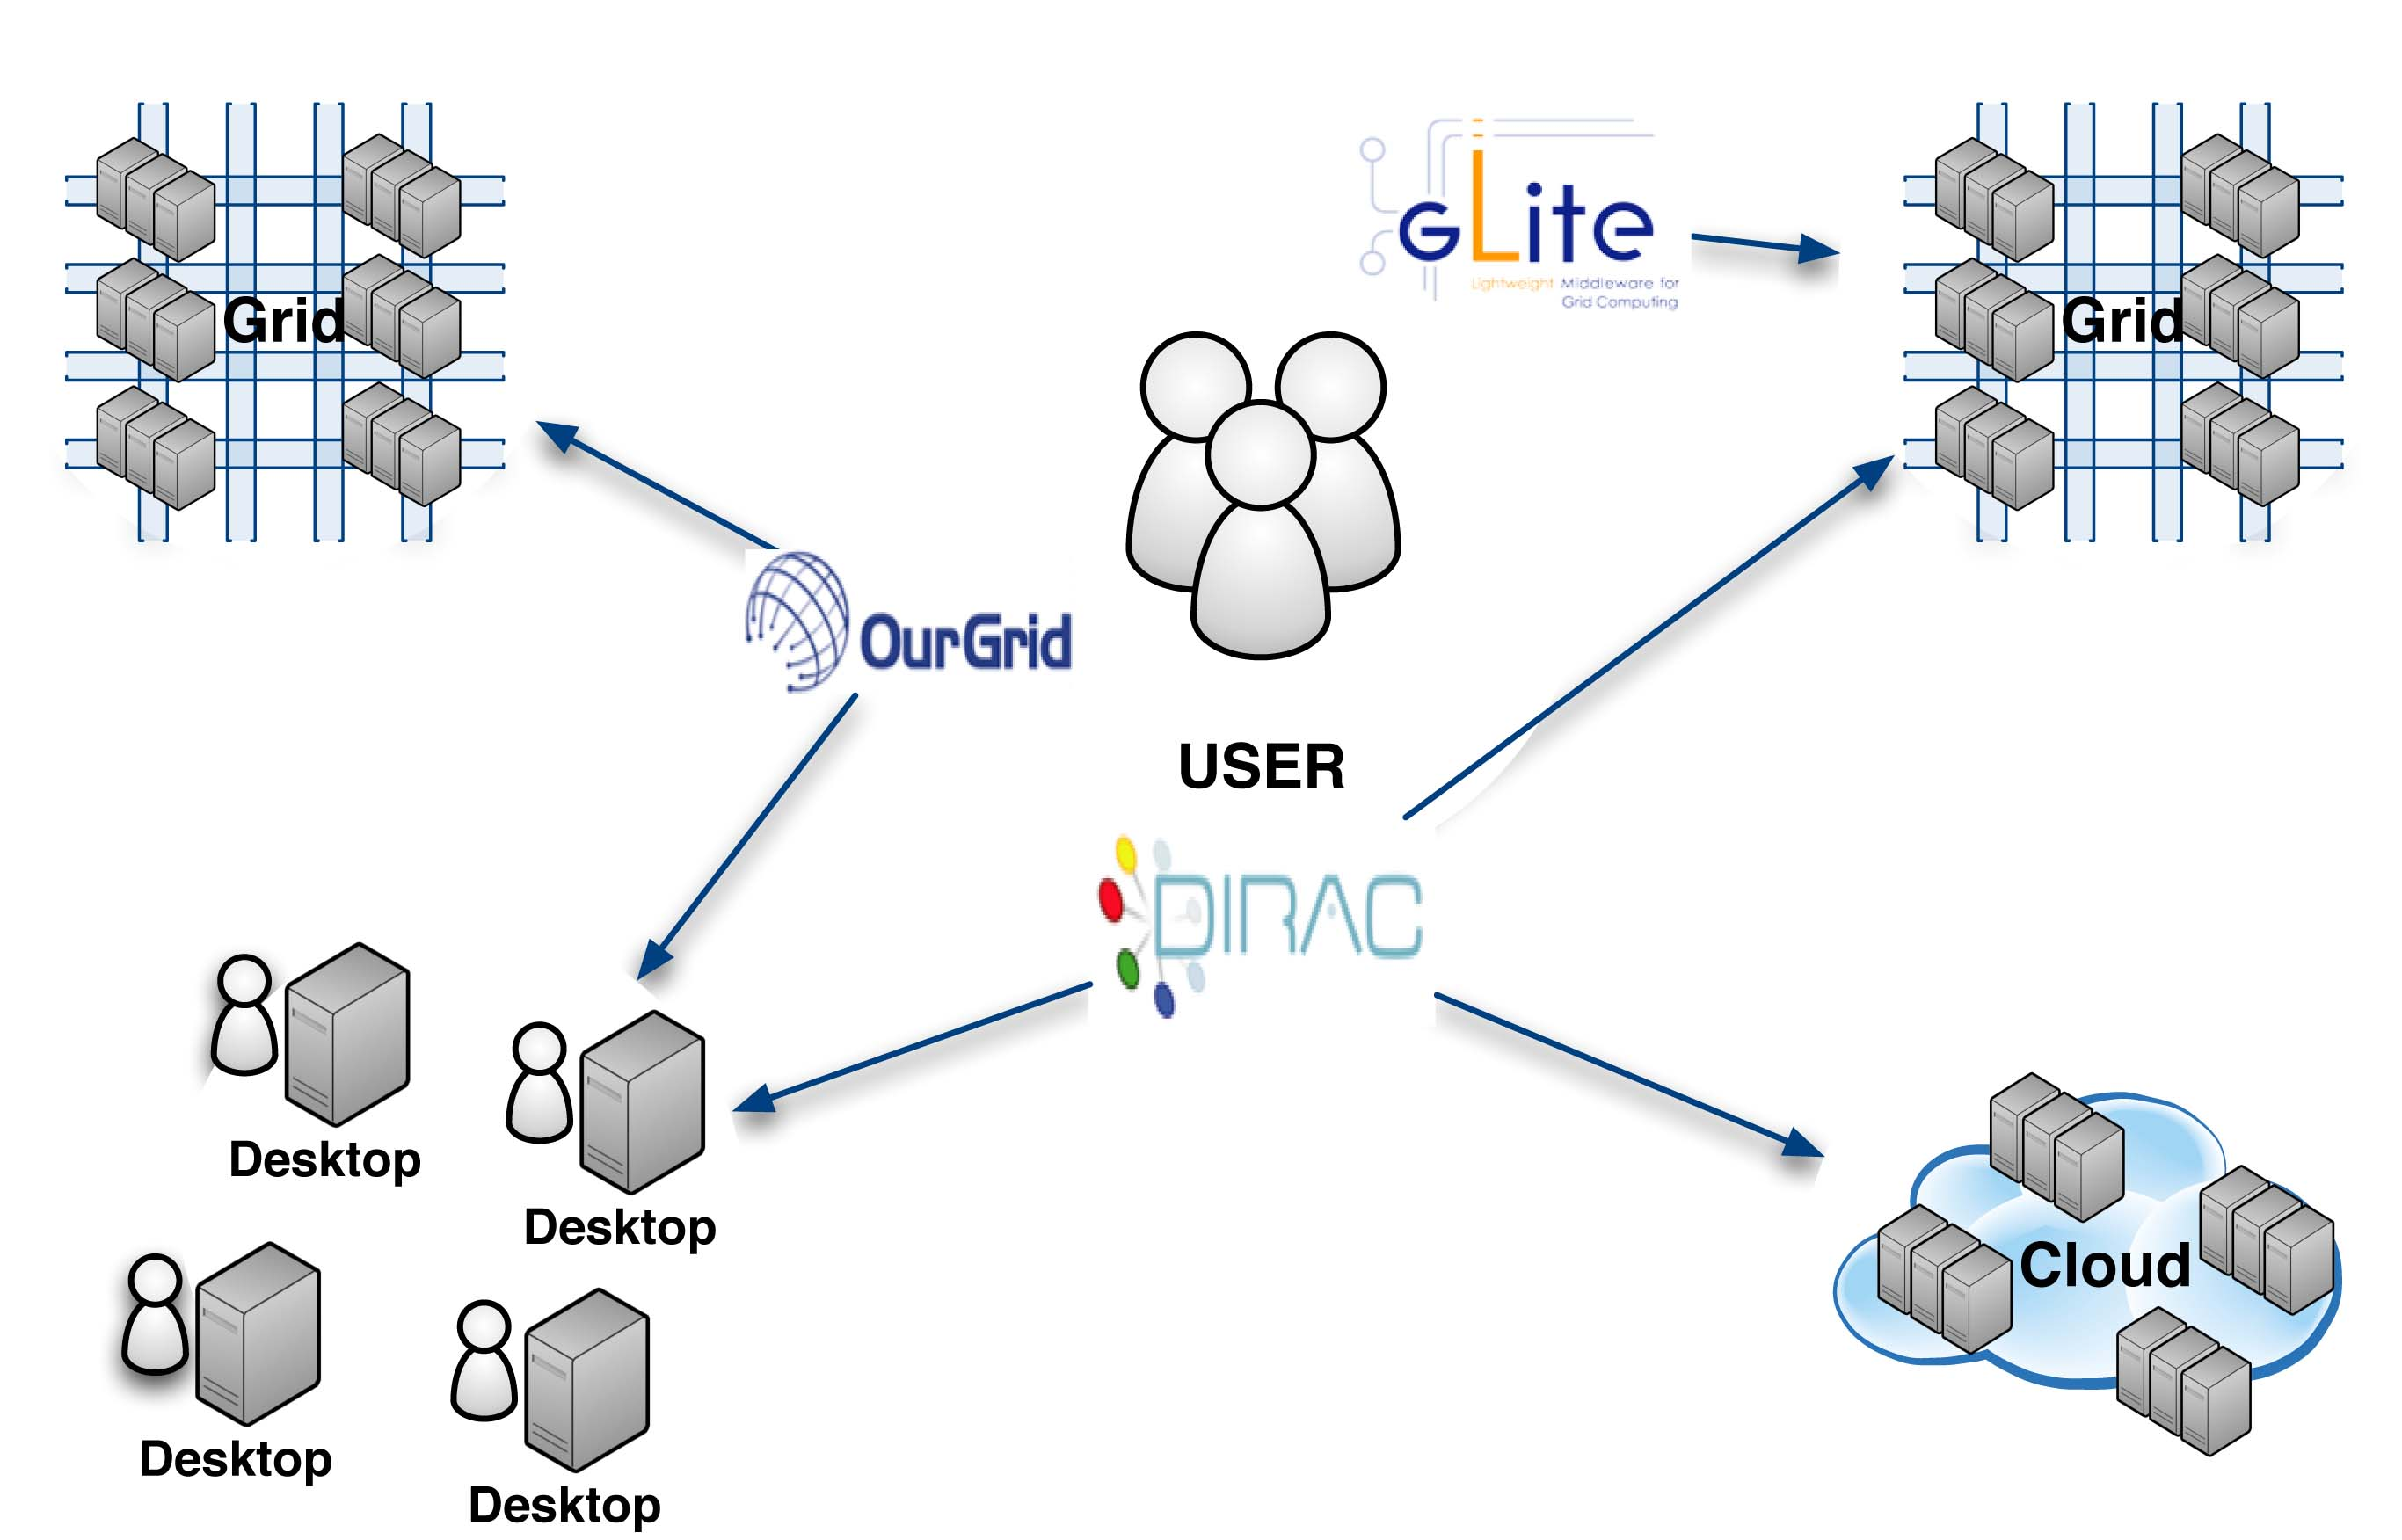 gLite
Lightweight Middleware for
Grid Computing
Grid
Grid
OurGrid
USER
DIRAC
Desktop
Desktop
Cloud
Desktop
Desktop